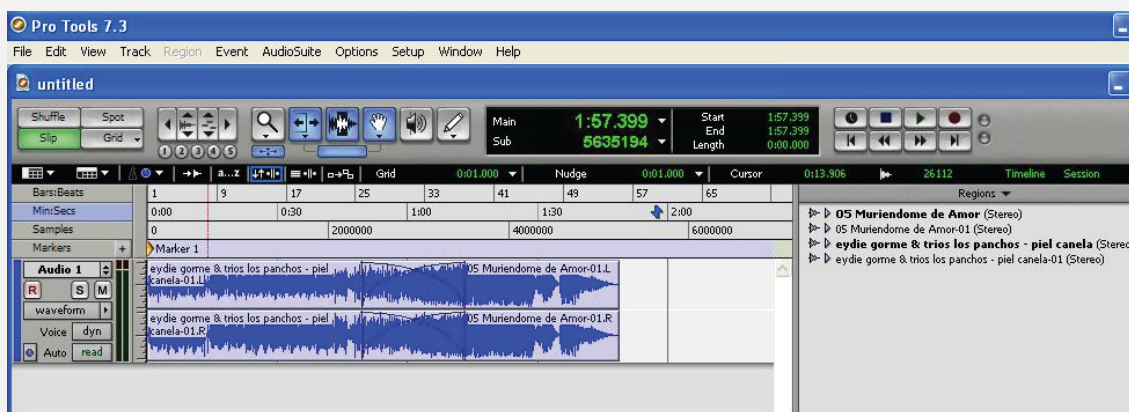 Pro Tools 7.3
File Edit View Track Region Event AudioSuite Options Setup Window Help
untitled
Shuffle Spot
Slip Grid
1 2 3 4 5
Main 1:57.399
Sub 5635194
Start 1:57.399
End 1:57.399
Length 0:00.000
a...z Grid 0:01.000 Nudge 0:01.000 Cursor 0:13.906 26112 Timeline Session
Bars:Beats 1 9 17 25 33 41 49 57 65
Min:Secs 0:00 0:30 1:00 1:30 2:00
Samples 0 2000000 4000000 6000000
Markers + Marker 1
Regions
05 Muriendome de Amor (Stereo)
05 Muriendome de Amor-01 (Stereo)
eydie gorme & trios los panchos - piel canela (Stereo
eydie gorme & trios los panchos - piel canela-01 (Stereo)
Audio 1
R S M
waveform
Voice dyn
Auto read
eydie gorme & trios los panchos - piel
canela-01.L
05 Muriendome de Amor-01.L
eydie gorme & trios los panchos - piel
canela-01.R
05 Muriendome de Amor-01.R